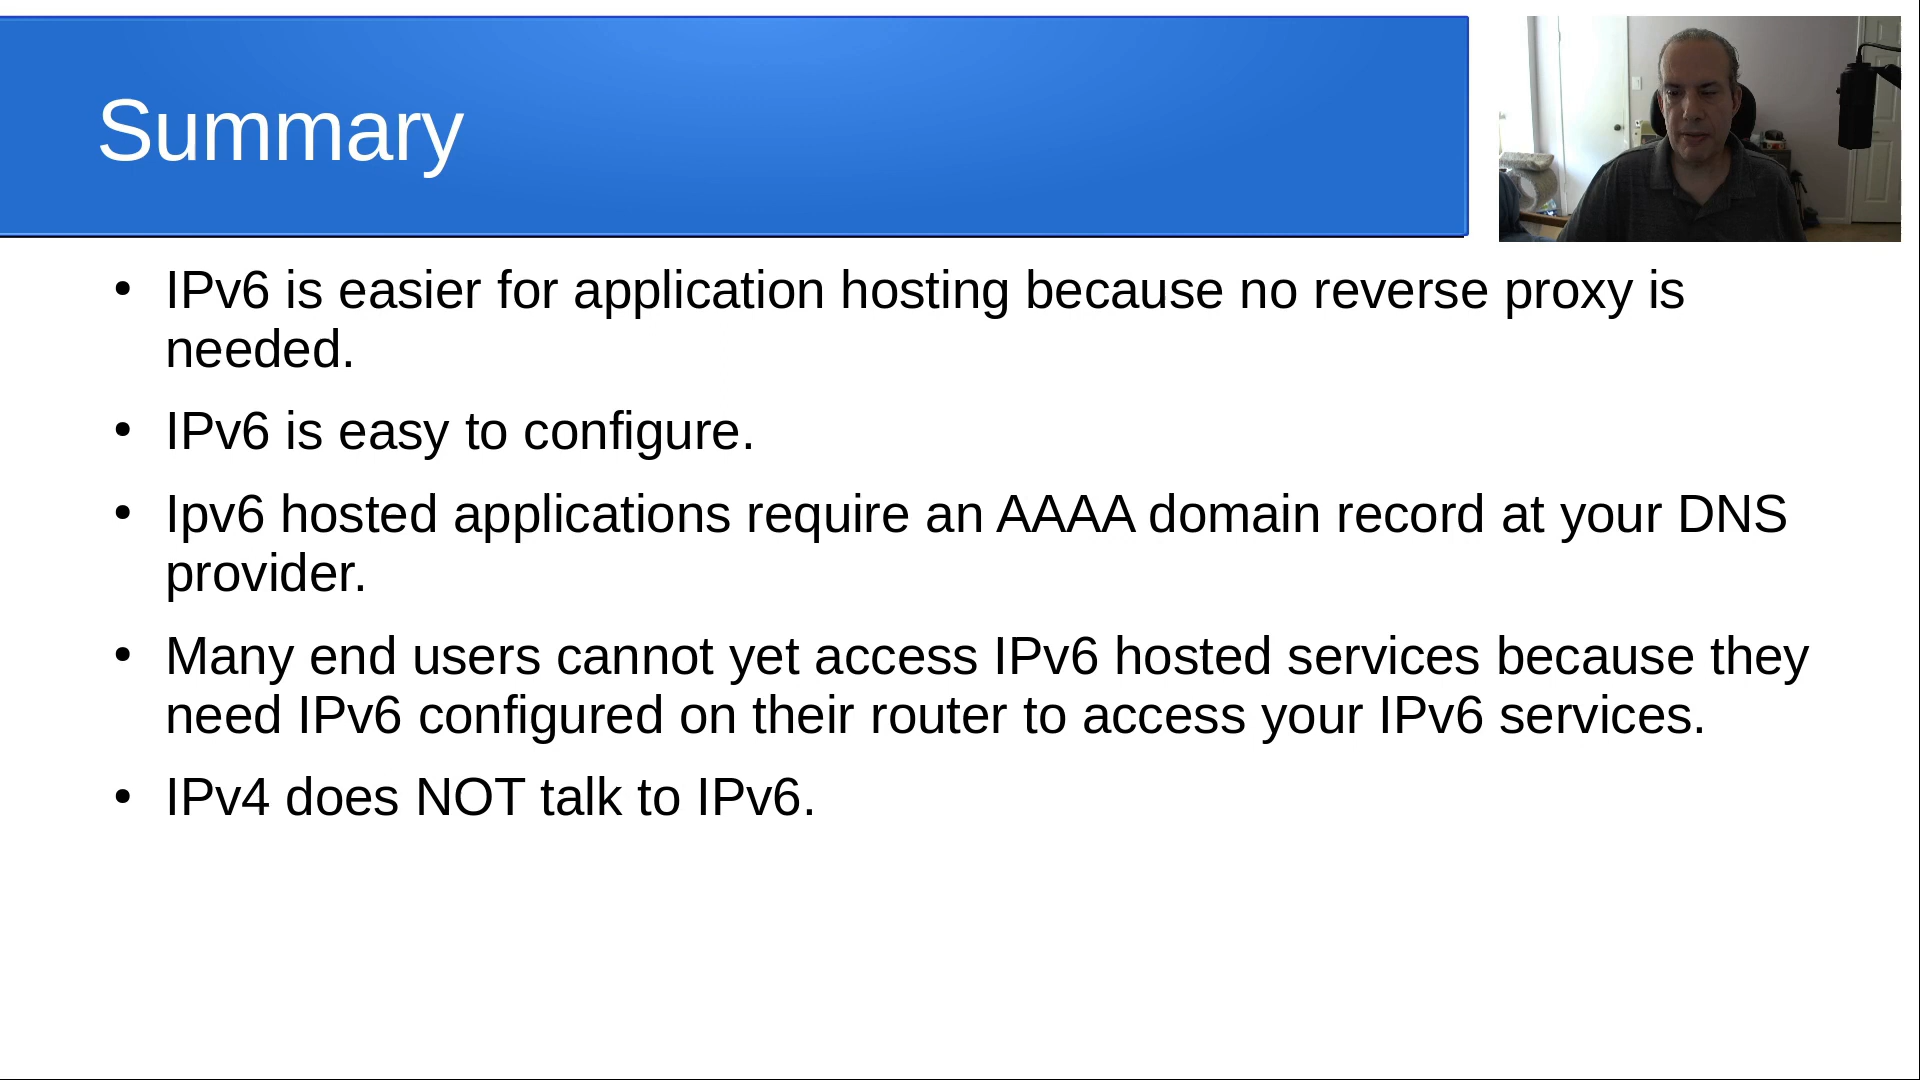 Summary
• IPv6 is easier for application hosting because no reverse proxy is
needed.
• IPv6 is easy to configure.
• Ipv6 hosted applications require an AAAA domain record at your DNS
provider.
• Many end users cannot yet access IPv6 hosted services because they
need IPv6 configured on their router to access your IPv6 services.
• IPv4 does NOT talk to IPv6.